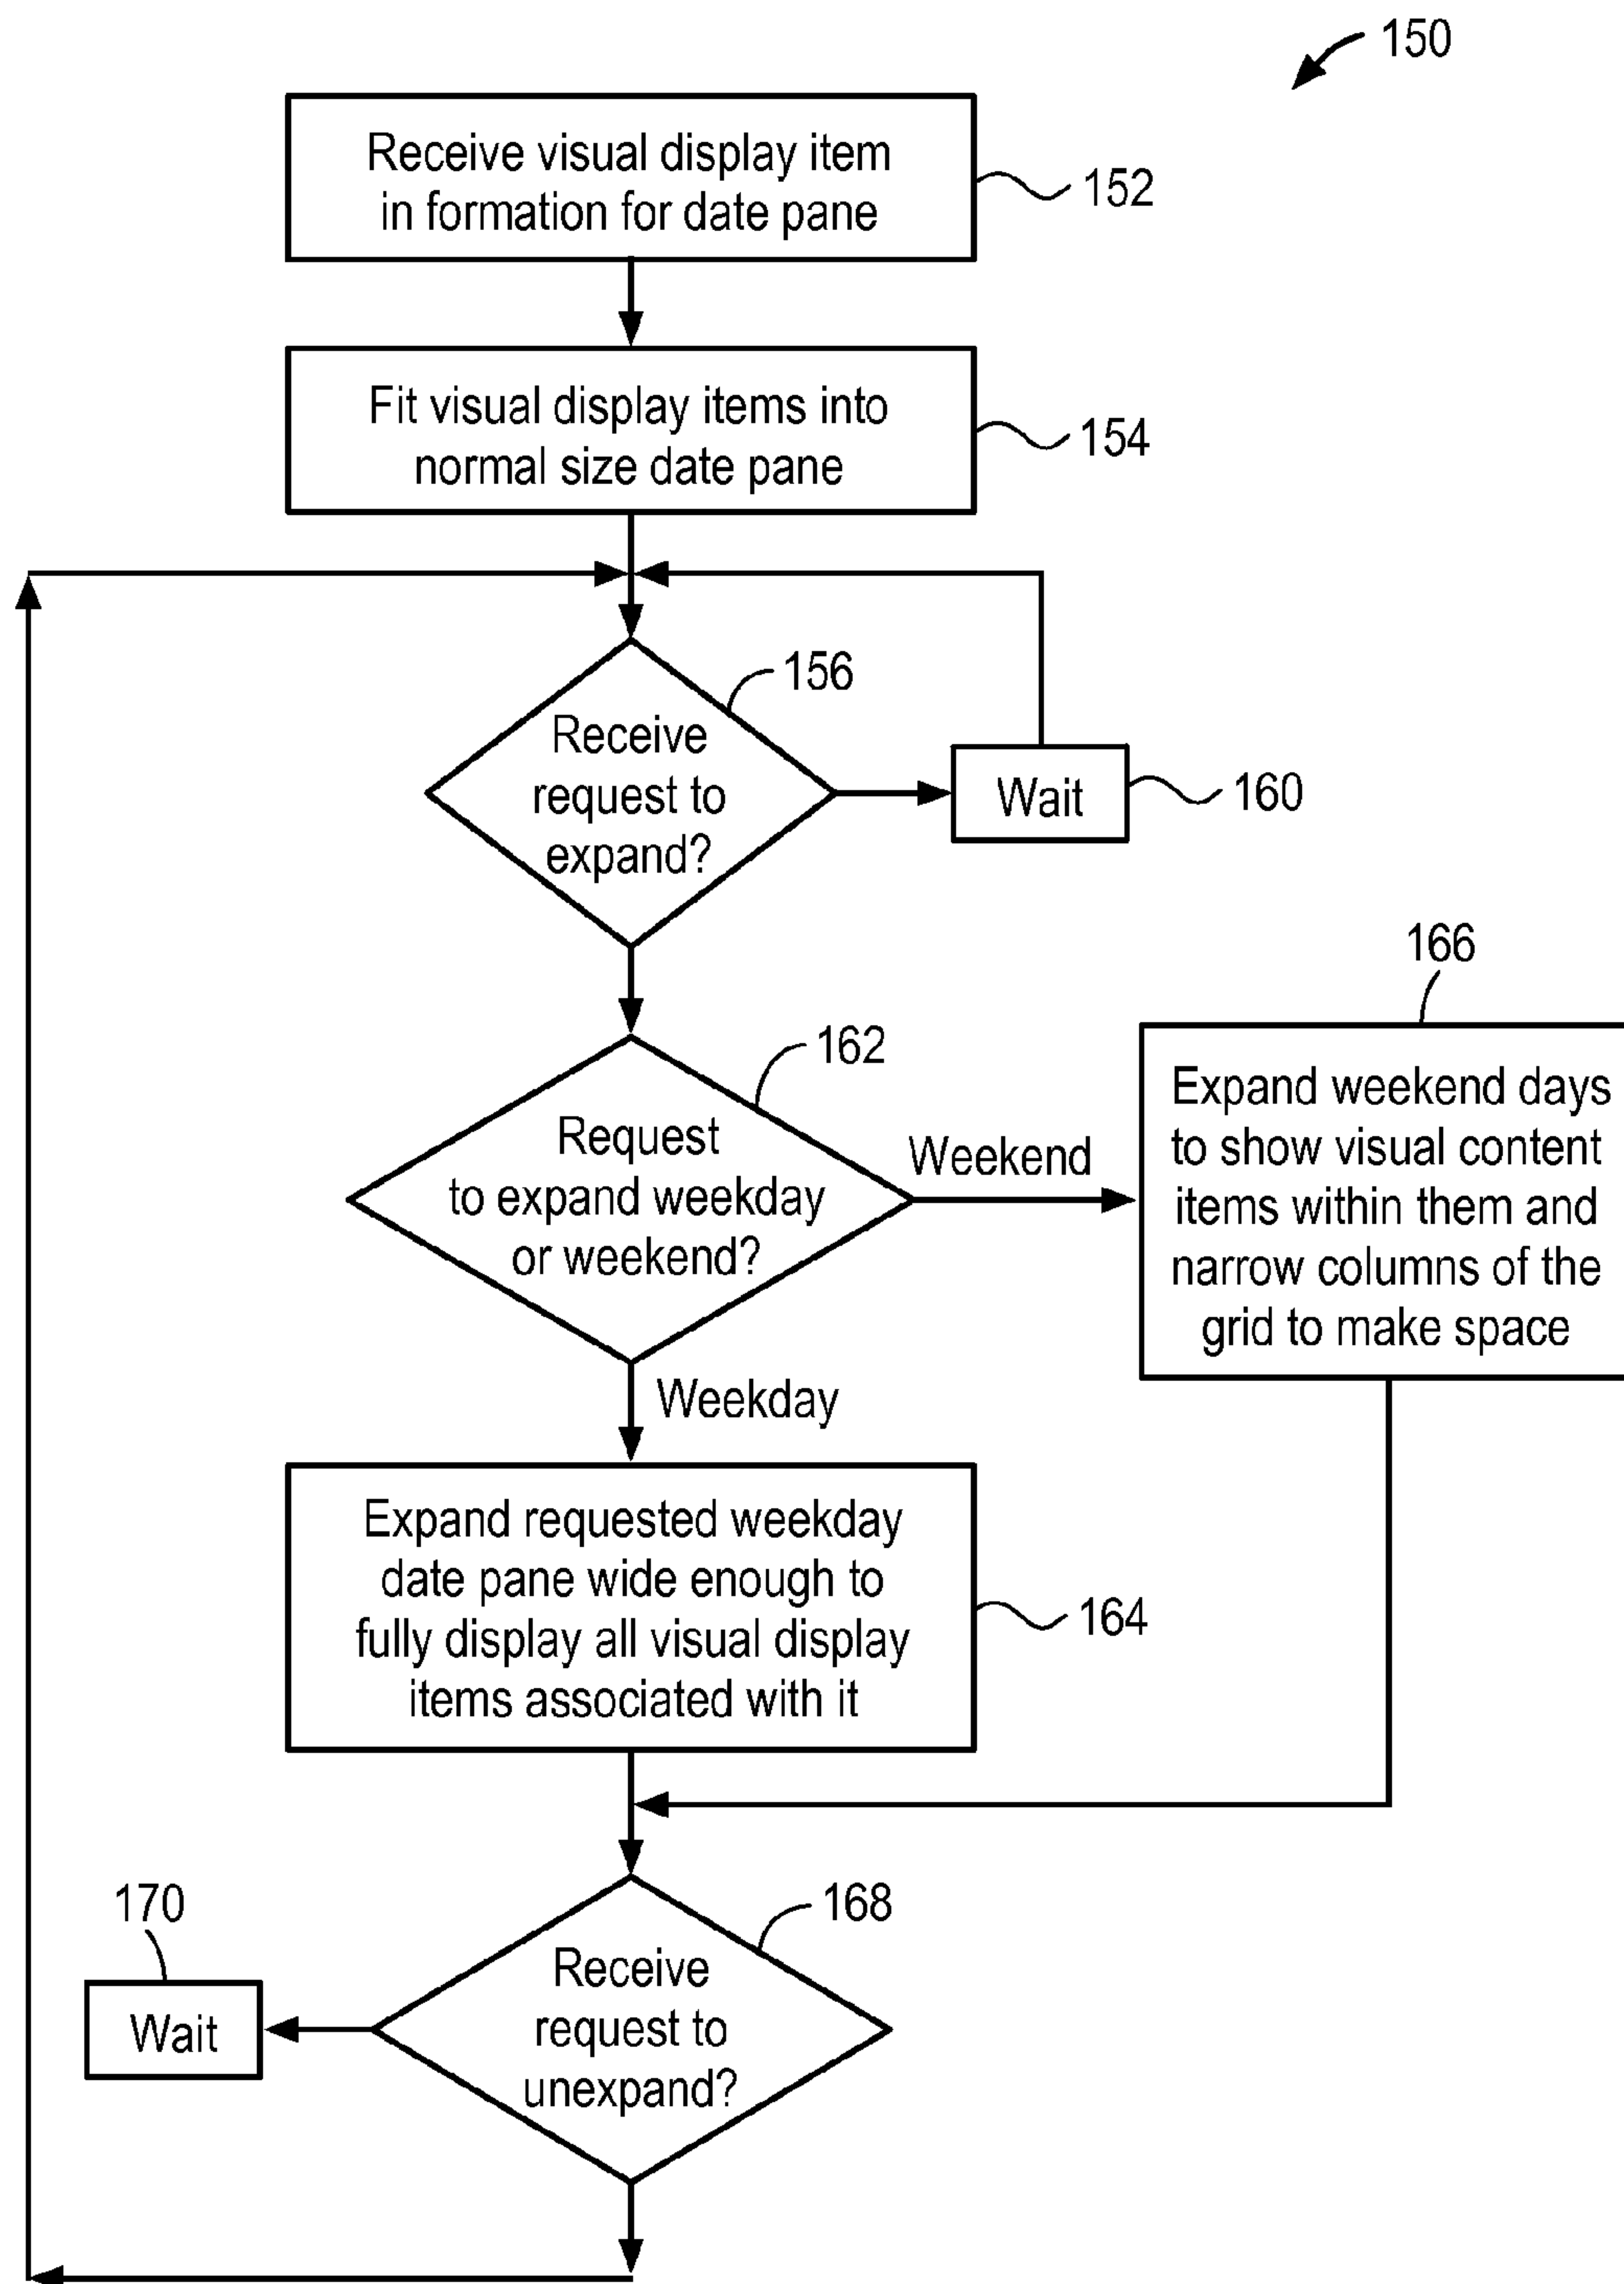 150
Receive visual display item
in formation for date pane
152
Fit visual display items into
normal size date pane
154
156
Receive
request to
expand?
Wait
160
162
Request
to expand weekday
or weekend?
Weekend
166
Expand weekend days
to show visual content
items within them and
narrow columns of the
grid to make space
Weekday
Expand requested weekday
date pane wide enough to
fully display all visual display
items associated with it
164
168
Receive
request to
unexpand?
170
Wait